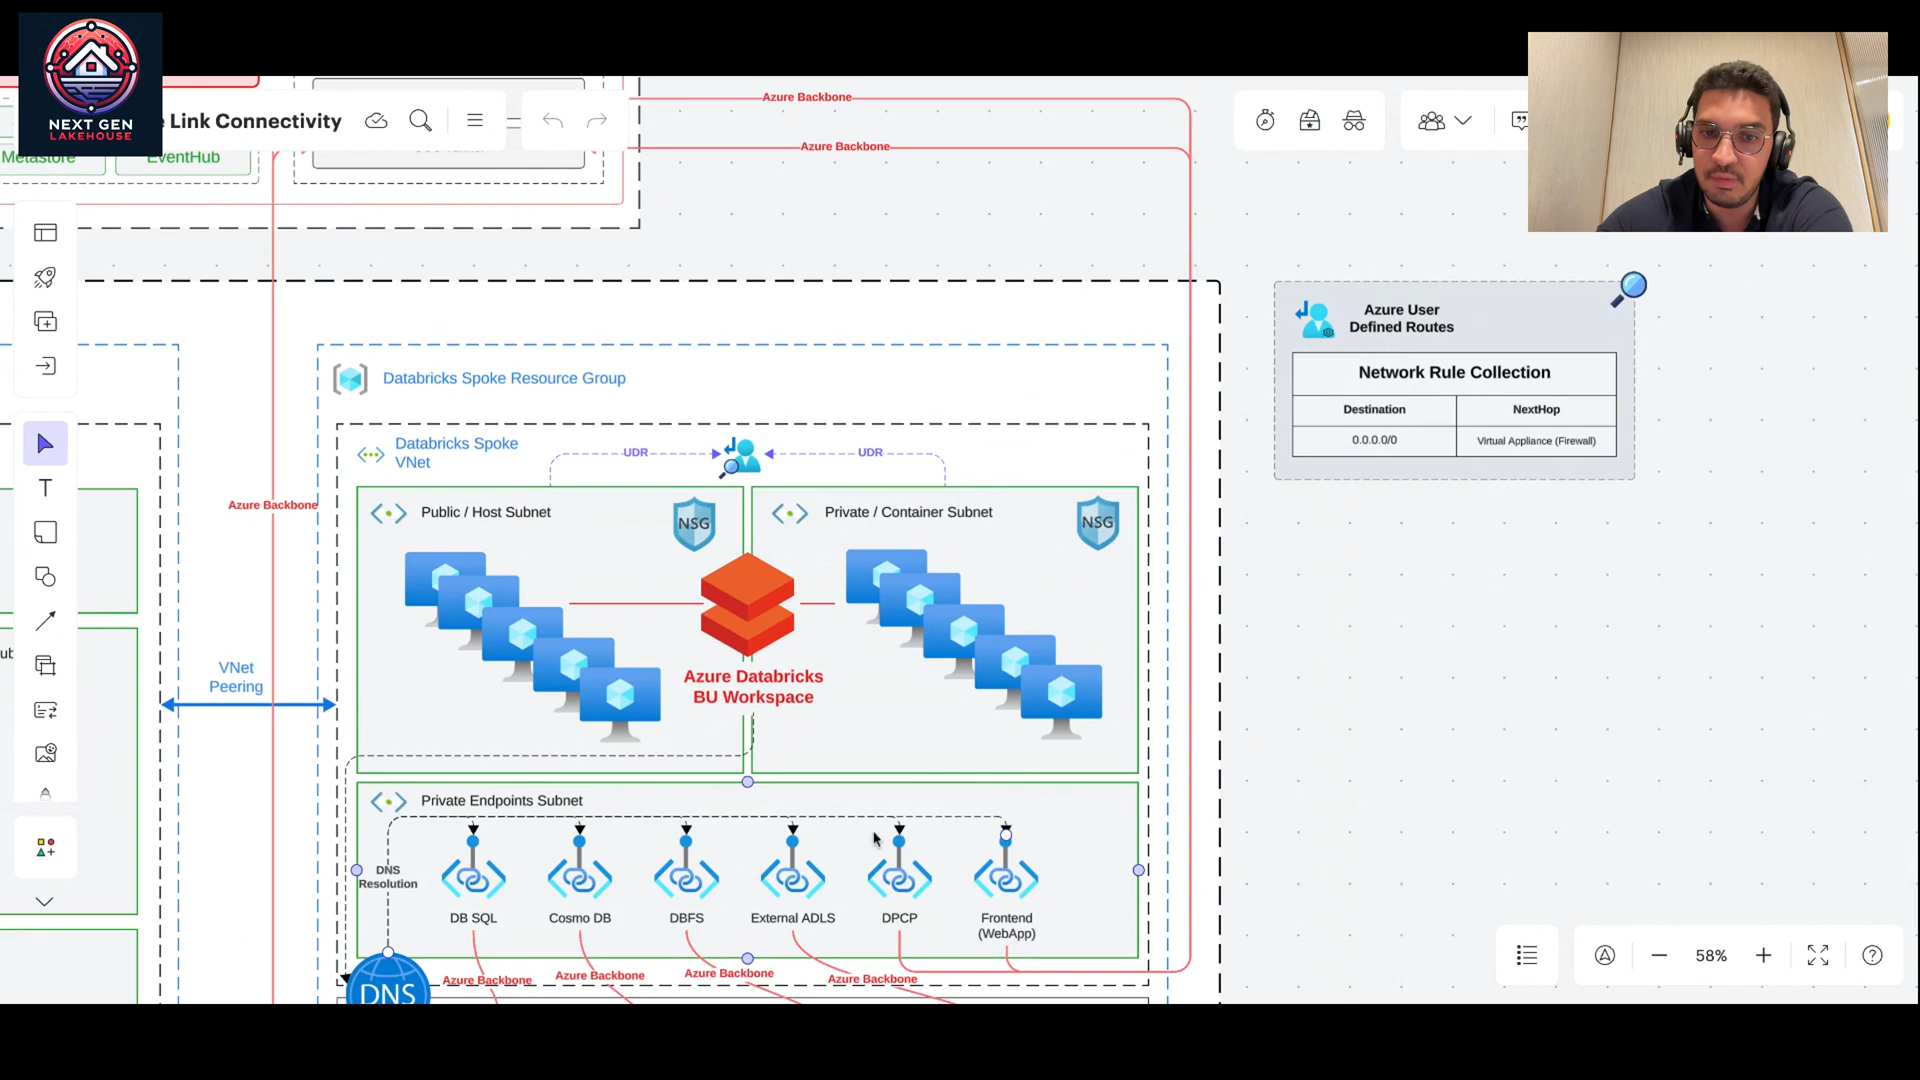 NEXT GEN
LAKEHOUSE
Link Connectivity
Metastore
EventHub
Azure Backbone
Azure Backbone
Azure User
Defined Routes
Network Rule Collection
Destination
NextHop
0.0.0.0/0
Virtual Appliance (Firewall)
Databricks Spoke Resource Group
Databricks Spoke
VNet
UDR
UDR
Azure Backbone
Public / Host Subnet
NSG
Private / Container Subnet
NSG
VNet
Peering
Azure Databricks
BU Workspace
Private Endpoints Subnet
DNS
Resolution
DB SQL
Cosmo DB
DBFS
External ADLS
DPCP
Frontend
(WebApp)
Azure Backbone
Azure Backbone
Azure Backbone
Azure Backbone
DNS
58%